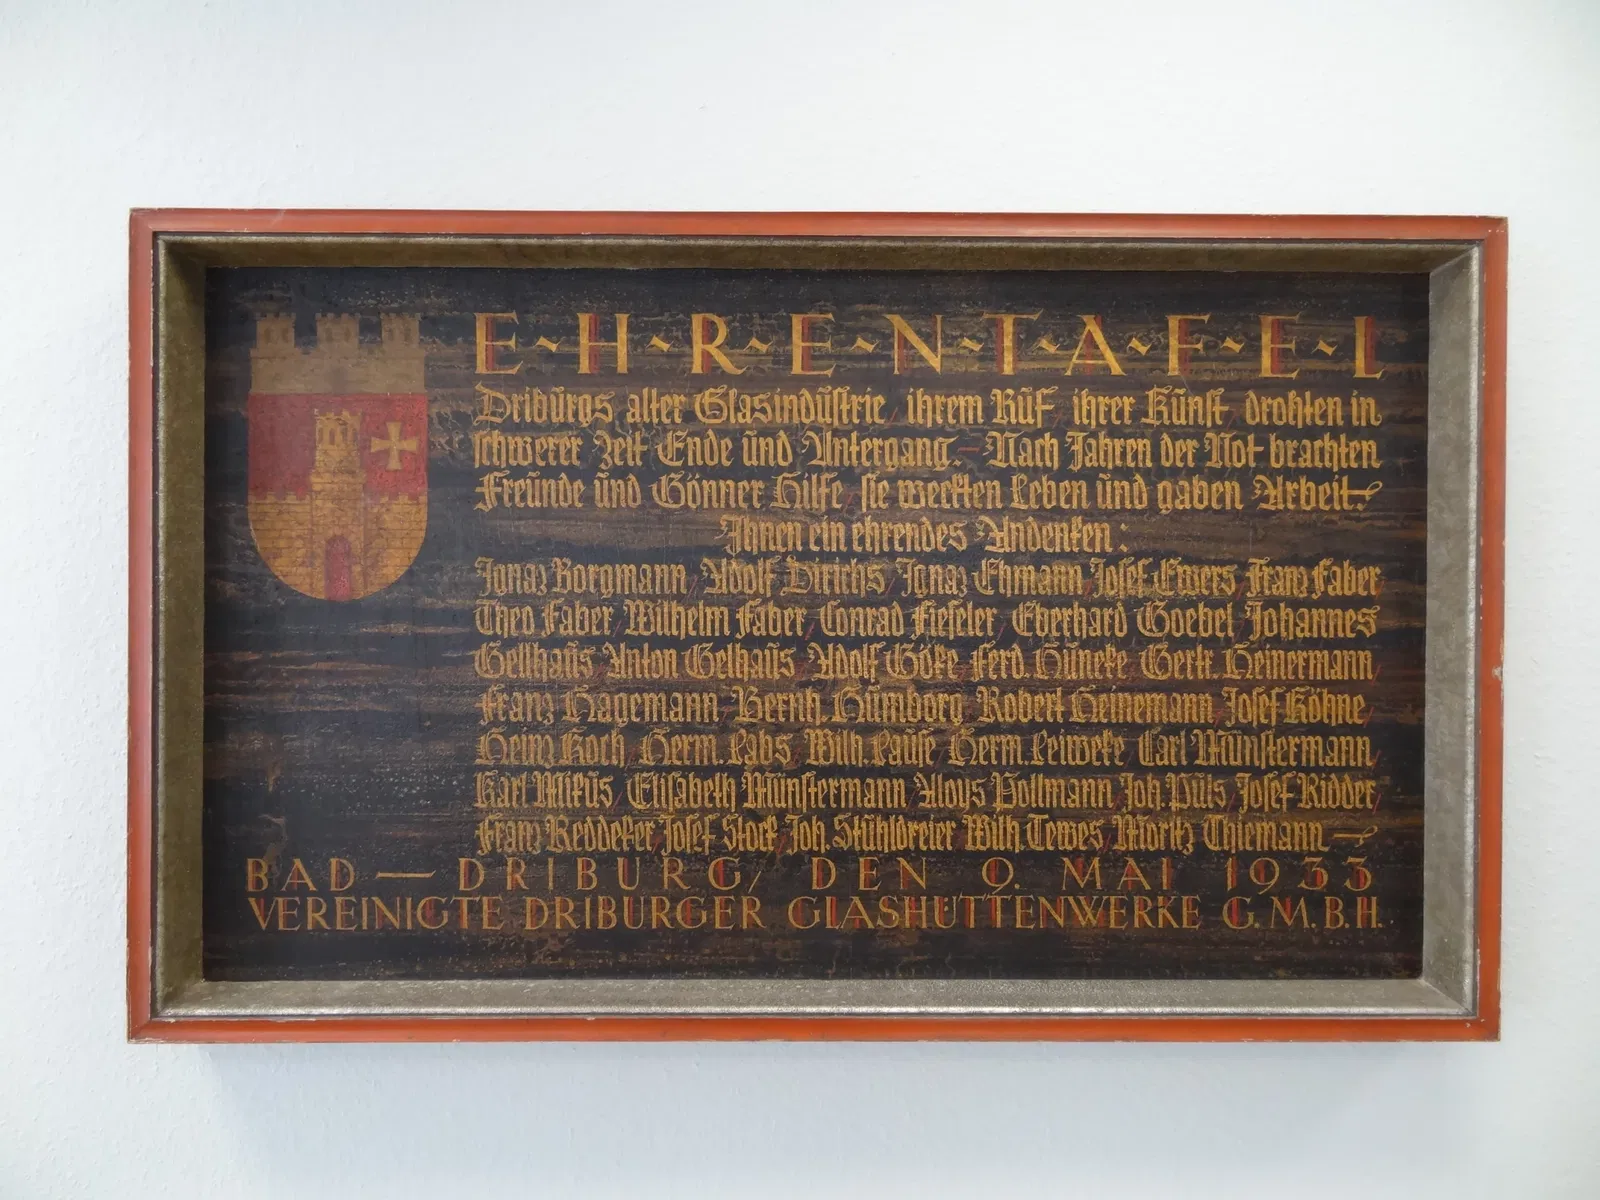 E·H·R·E·N·T·A·F·E·L
Driburgs alter Glasindustrie / ihrem Ruf / ihrer Kunst / drohten in
schwerer Zeit Ende und Untergang. – Nach Jahren der Not brachten
Freunde und Gönner Hilfe / sie weckten Leben und gaben Arbeit.
Ihnen ein ehrendes Andenken:
Ignaz Borgmann / Adolf Dirichs / Ignaz Ehmann / Josef Ewers / Franz Faber
Theo Faber / Wilhelm Faber / Conrad Fieseler / Eberhard Goebel / Johannes
Gellhaus / Anton Gelhaus / Adolf Göke / Ferd. Hüneke / Gertr. Heinermann /
Franz Hagemann / Bernh. Humborg / Robert Heinemann / Josef Köhne /
Heinr. Koch / Herm. Labs / Wilh. Lause / Herm. Leiweke / Carl Münstermann /
Karl Mikus / Elisabeth Münstermann / Aloys Pollmann / Joh. Puls / Josef Ridder /
Franz Reddeker / Josef Stork / Joh. Stuhldreier / Wilh. Tewes / Moritz Thiemann –
BAD – DRIBURG / DEN 9. MAI 1933
VEREINIGTE DRIBURGER GLASHÜTTENWERKE G.M.B.H.